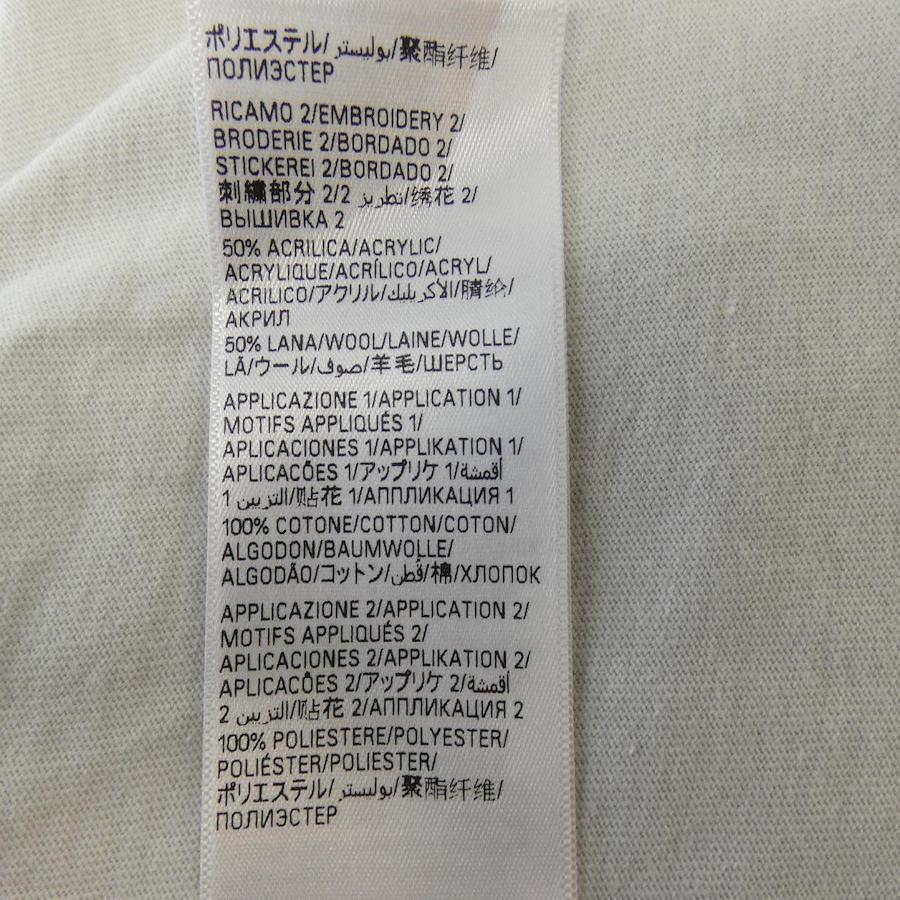 ポリエステル/بوليستر/聚酯纤维/
ПОЛИЭСТЕР
RICAMO 2/EMBROIDERY 2/
BRODERIE 2/BORDADO 2/
STICKEREI 2/BORDADO 2/
刺繍部分 2/2 تطريز/绣花 2/
ВЫШИВКА 2
50% ACRILICA/ACRYLIC/
ACRYLIQUE/ACRÍLICO/ACRYL/
ACRILICO/アクリル/الاكريليك/腈纶/
АКРИЛ
50% LANA/WOOL/LAINE/WOLLE/
LÃ/ウール/صوف/羊毛/ШЕРСТЬ
APPLICAZIONE 1/APPLICATION 1/
MOTIFS APPLIQUÉS 1/
APLICACIONES 1/APPLIKATION 1/
APLICACÕES 1/アップリケ 1/أقمشة
التزيين 1/贴花 1/АППЛИКАЦИЯ 1
100% COTONE/COTTON/COTON/
ALGODON/BAUMWOLLE/
ALGODÃO/コットン/قُطن/棉/ХЛОПОК
APPLICAZIONE 2/APPLICATION 2/
MOTIFS APPLIQUÉS 2/
APLICACIONES 2/APPLIKATION 2/
APLICACÕES 2/アップリケ 2/أقمشة
التزيين 2/贴花 2/АППЛИКАЦИЯ 2
100% POLIESTERE/POLYESTER/
POLIÉSTER/POLIESTER/
ポリエステル/بوليستر/聚酯纤维/
ПОЛИЭСТЕР